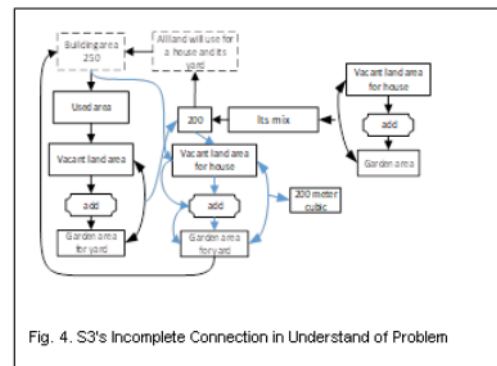 Building area
250
All land will use for
a house and its
yard
Used area
Vacant land area
add
Garden area
for yard
200
Its mix
Vacant land area
for house
add
Garden area
for yard
200 meter
cubic
Vacant land area
for house
add
Garden area
Fig. 4. S3's Incomplete Connection in Understand of Problem